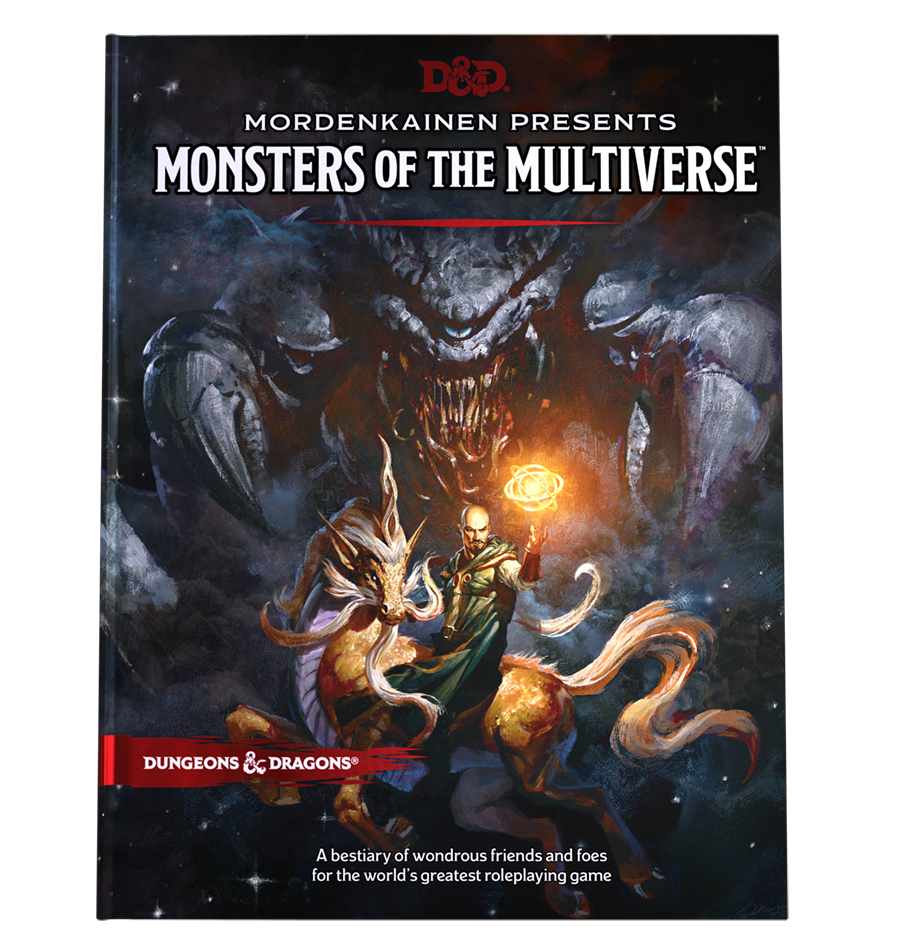 D&D®
MORDENKAINEN PRESENTS
MONSTERS OF THE MULTIVERSE™
DUNGEONS & DRAGONS®
A bestiary of wondrous friends and foes
for the world's greatest roleplaying game